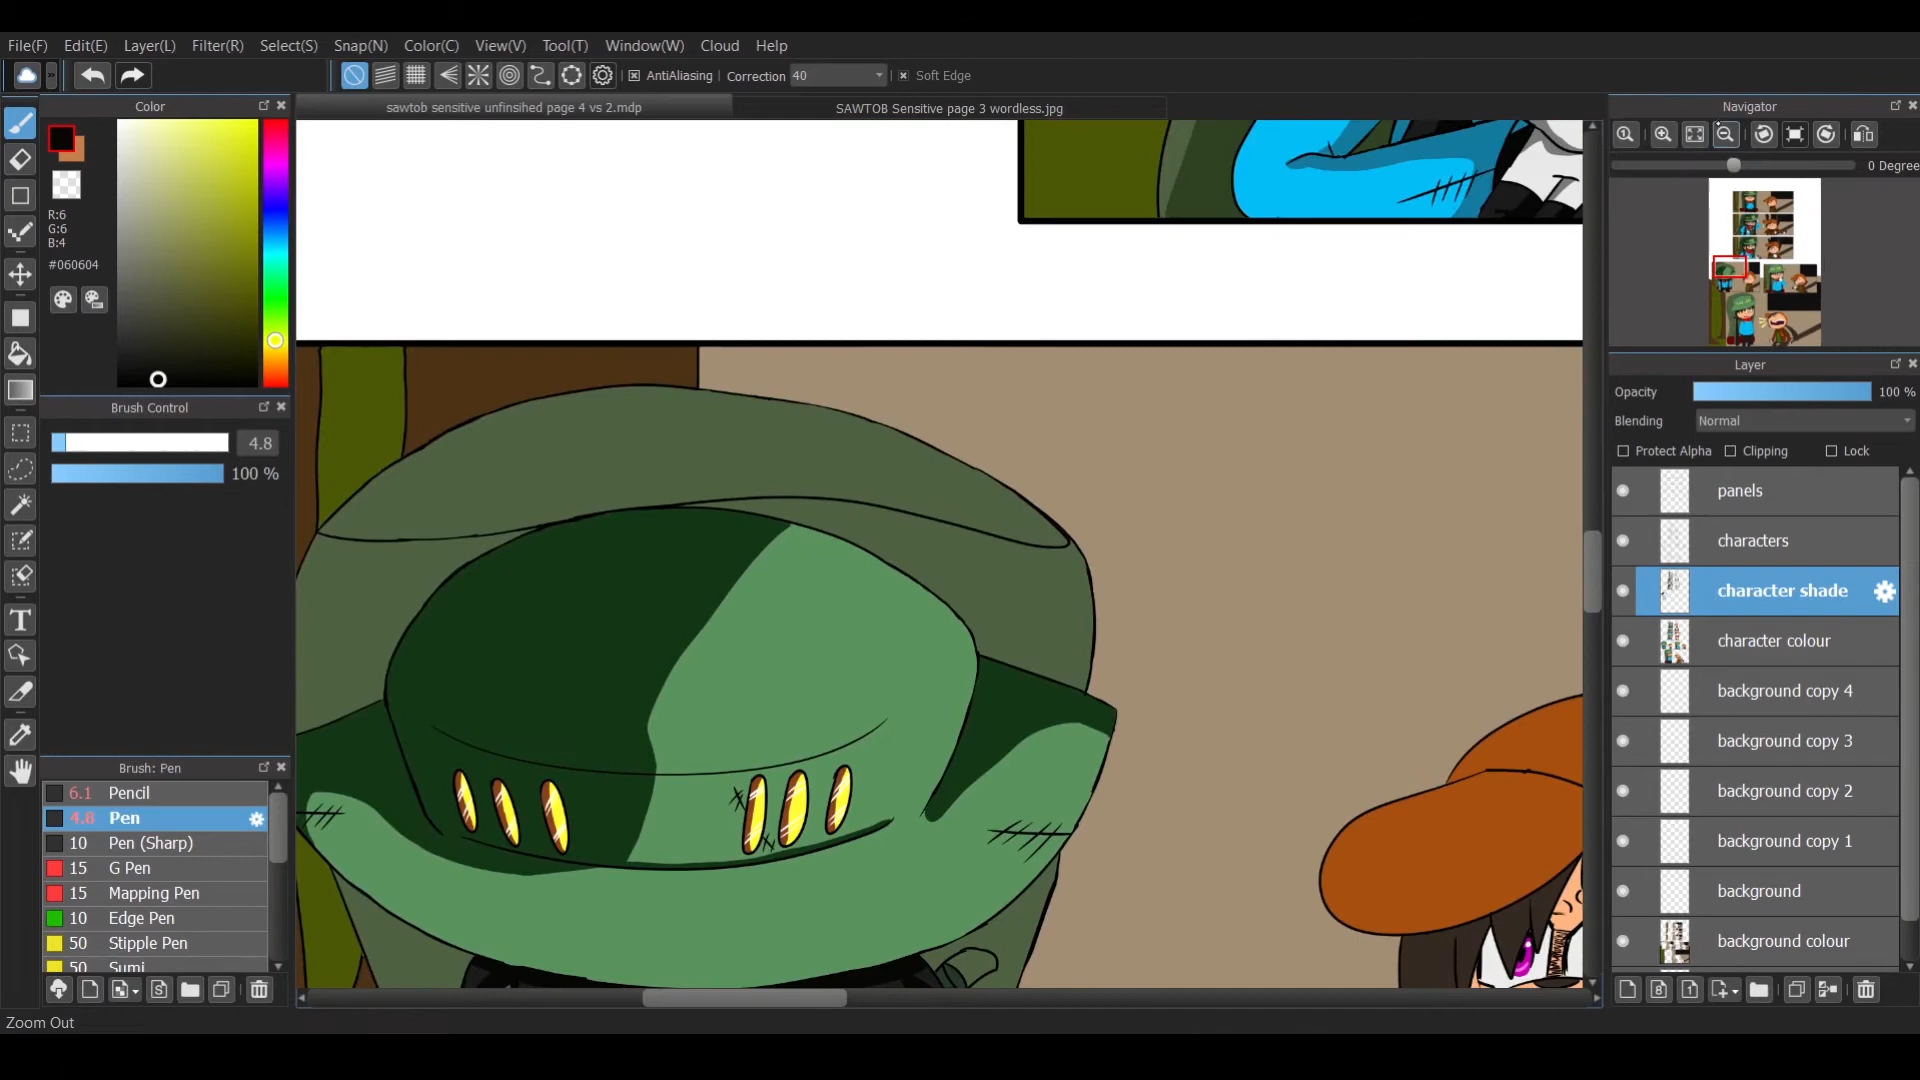 File(F) Edit(E) Layer(L) Filter(R) Select(S) Snap(N) Color(C) View(V) Tool(T) Window(W) Cloud Help
AntiAliasing Correction 40 Soft Edge
Color
sawtob sensitive unfinsihed page 4 vs 2.mdp
SAWTOB Sensitive page 3 wordless.jpg
Navigator
0 Degree
R:6
G:6
B:4
#060604
Brush Control
4.8
100 %
Layer
Opacity 100 %
Blending Normal
Protect Alpha Clipping Lock
panels
characters
character shade
character colour
background copy 4
background copy 3
background copy 2
background copy 1
background
background colour
Brush: Pen
6.1 Pencil
4.8 Pen
10 Pen (Sharp)
15 G Pen
15 Mapping Pen
10 Edge Pen
50 Stipple Pen
50 Sumi
Zoom Out